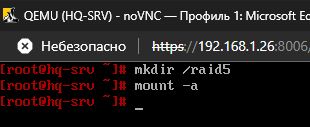 QEMU (HQ-SRV) - noVNC — Профиль 1: Microsoft Ed
Небезопасно https://192.168.1.26:8006/
[root@hq-srv ~]# mkdir /raid5
[root@hq-srv ~]# mount -a
[root@hq-srv ~]# _